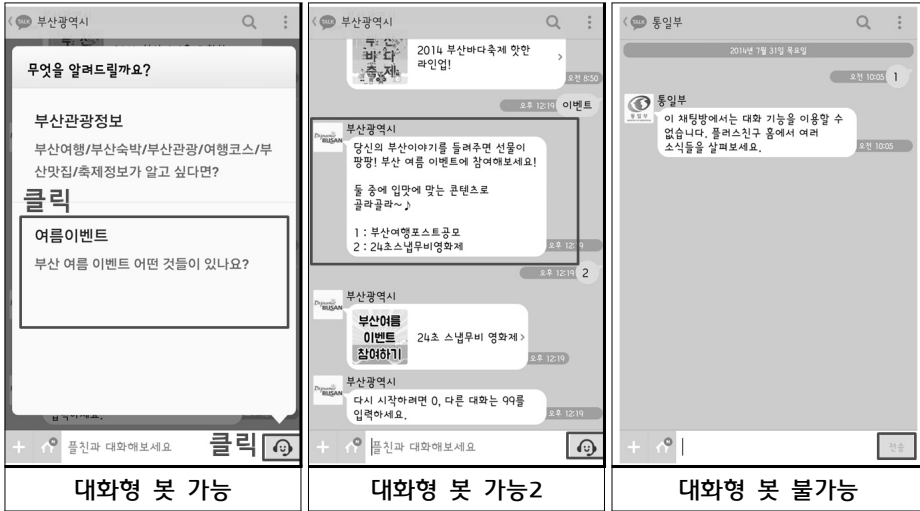 부산광역시
무엇을 알려드릴까요?
부산관광정보
부산여행/부산숙박/부산관광/여행코스/부
산맛집/축제정보가 알고 싶다면?
클릭
여름이벤트
부산 여름 이벤트 어떤 것들이 있나요?
플친과 대화해보세요
클릭
대화형 봇 가능
부산광역시
바다
축제
2014 부산바다축제 핫한
라인업!
오전 8:50
오후 12:19 이벤트
부산광역시
당신의 부산이야기를 들려주면 선물이
팡팡! 부산 여름 이벤트에 참여해보세요!
둘 중에 입맛에 맞는 콘텐츠로
골라골라~♪
1 : 부산여행포스트공모
2 : 24초스냅무비영화제
오후 12:19
오후 12:19 2
부산광역시
부산여름
이벤트
참여하기
24초 스냅무비 영화제
오후 12:19
부산광역시
다시 시작하려면 0, 다른 대화는 99를
입력하세요.
오후 12:19
플친과 대화해보세요
대화형 봇 가능2
통일부
2014년 7월 31일 목요일
오전 10:05 1
통일부
이 채팅방에서는 대화 기능을 이용할 수
없습니다. 플러스친구 홈에서 여러
소식들을 살펴보세요.
오전 10:05
전송
대화형 봇 불가능